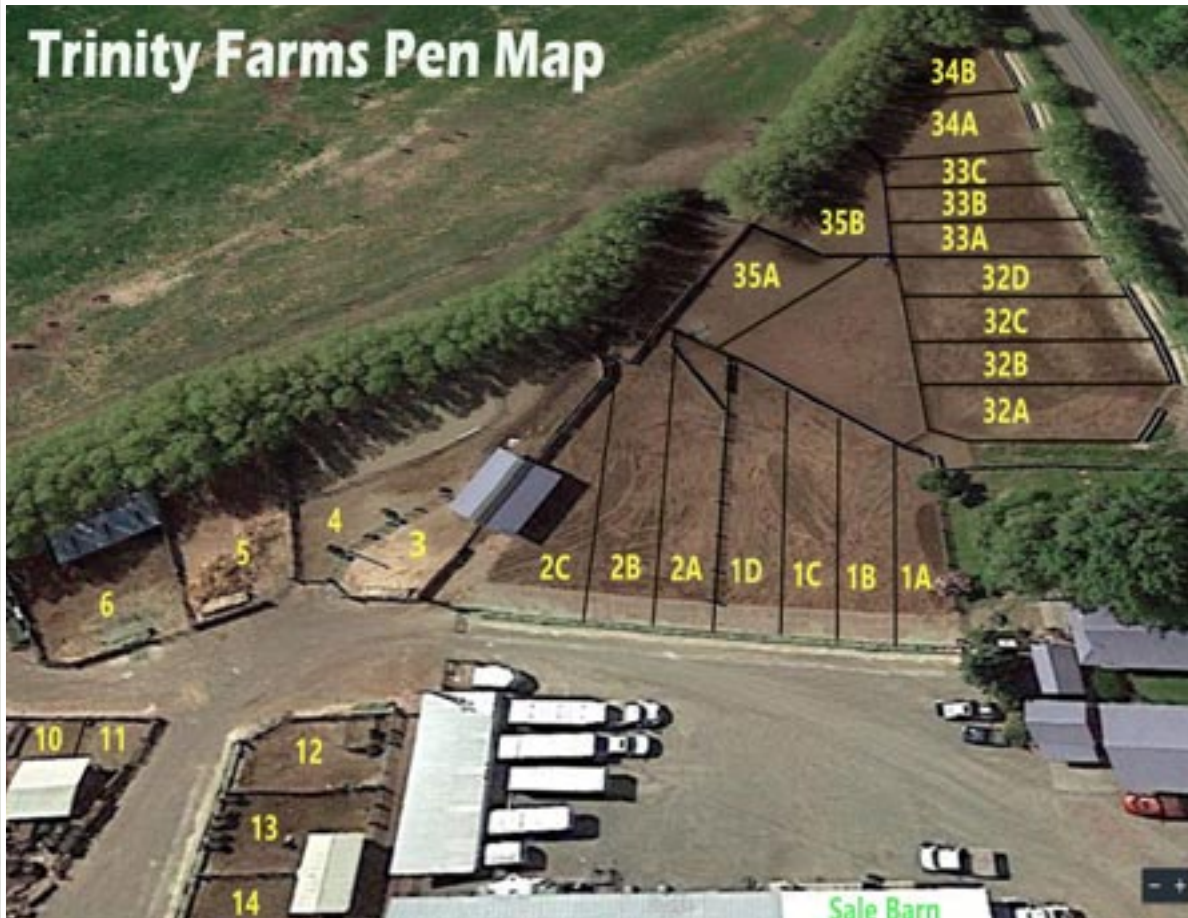 Trinity Farms Pen Map
34B
34A
33C
33B
33A
35B
35A
32D
32C
32B
32A
4
3
5
6
2C
2B
2A
1D
1C
1B
1A
10
11
12
13
14
Sale Barn
- +